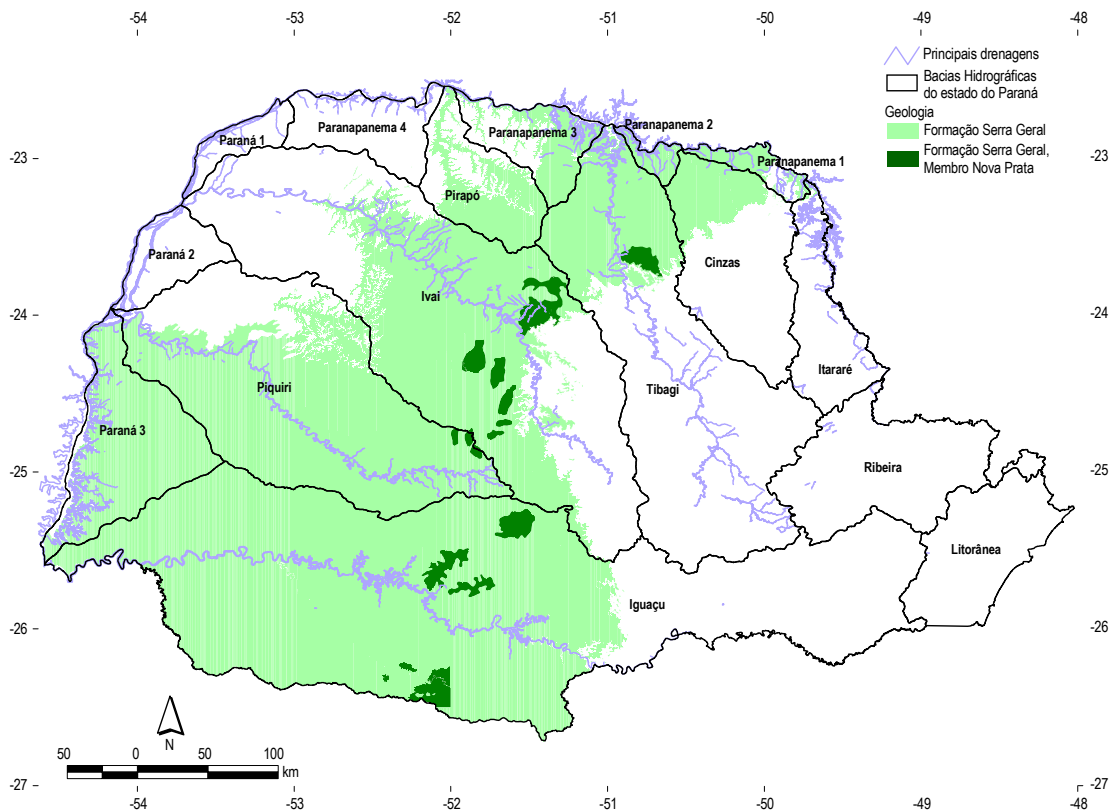 -54
-53
-52
-51
-50
-49
-48
Principais drenagens
Bacias Hidrográficas
do estado do Paraná
Geologia
Formação Serra Geral
Formação Serra Geral,
Membro Nova Prata
Paraná 1
Paranapanema 4
Paranapanema 3
Paranapanema 2
Paranapanema 1
-23
-23
Pirapó
Paraná 2
Cinzas
Ivaí
-24
-24
Piquiri
Tibagi
Itararé
Paraná 3
-25
-25
Ribeira
Litorânea
Iguaçu
-26
-26
N
50
0
50
100
km
-27
-27
-54
-53
-52
-51
-50
-49
-48